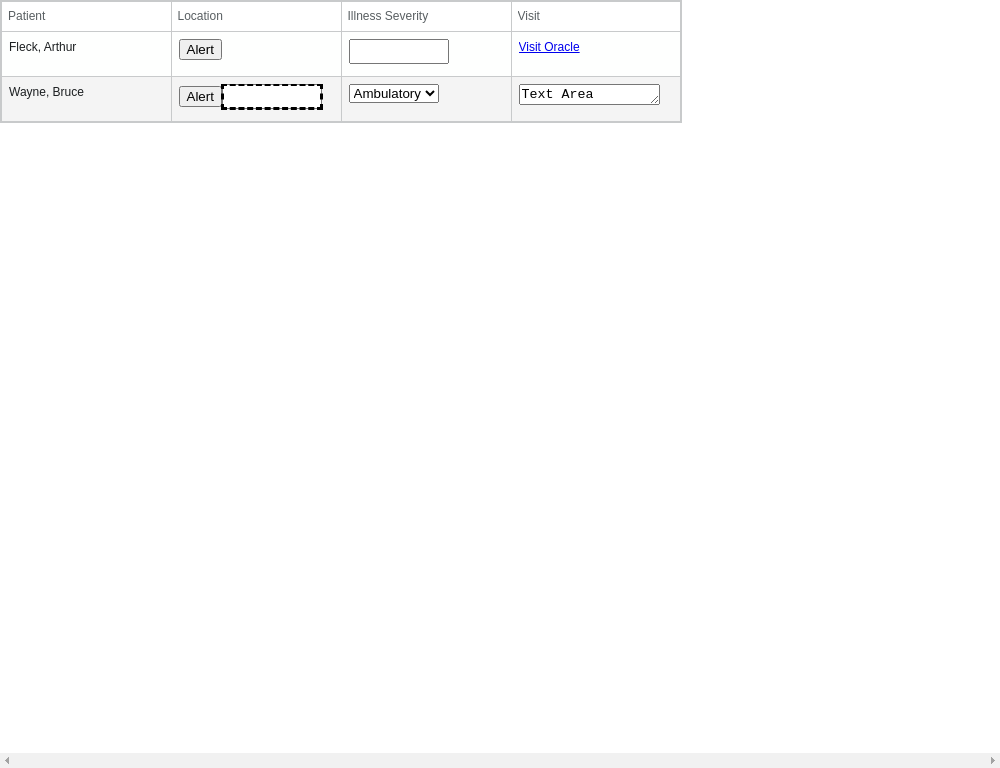 Patient Location Illness Severity Visit
Fleck, Arthur Alert Visit Oracle
Wayne, Bruce Alert Ambulatory Text Area